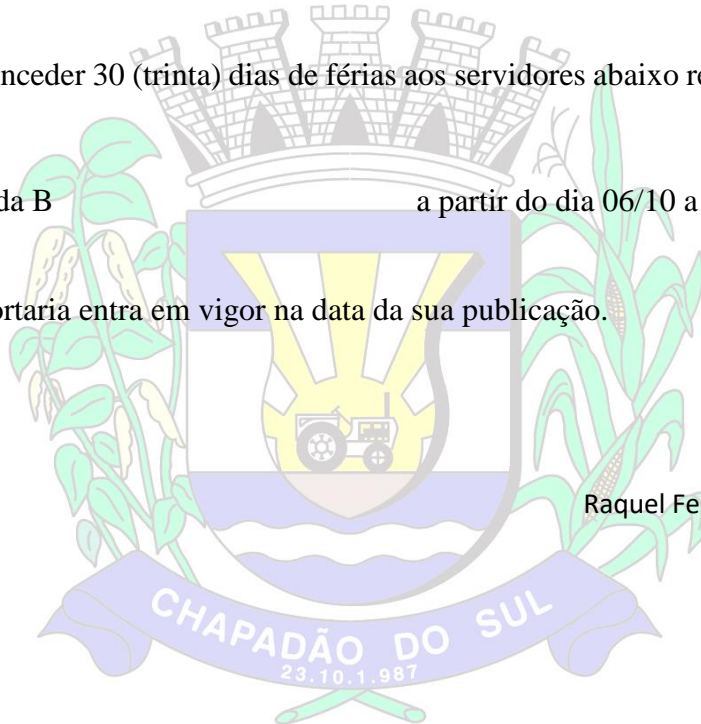 nceder 30 (trinta) dias de férias aos servidores abaixo re
da B a partir do dia 06/10 a
ortaria entra em vigor na data da sua publicação.
Raquel Fe
CHAPADÃO DO SUL
23.10.1.987